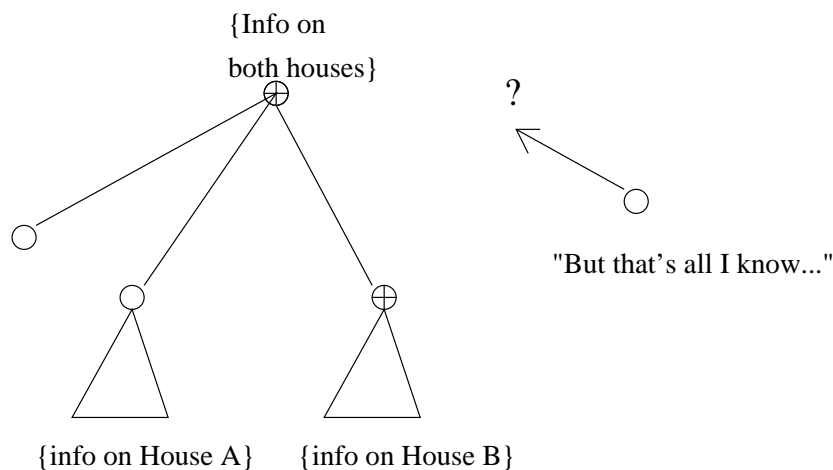 {Info on
both houses}
?
"But that's all I know..."
{info on House A}
{info on House B}